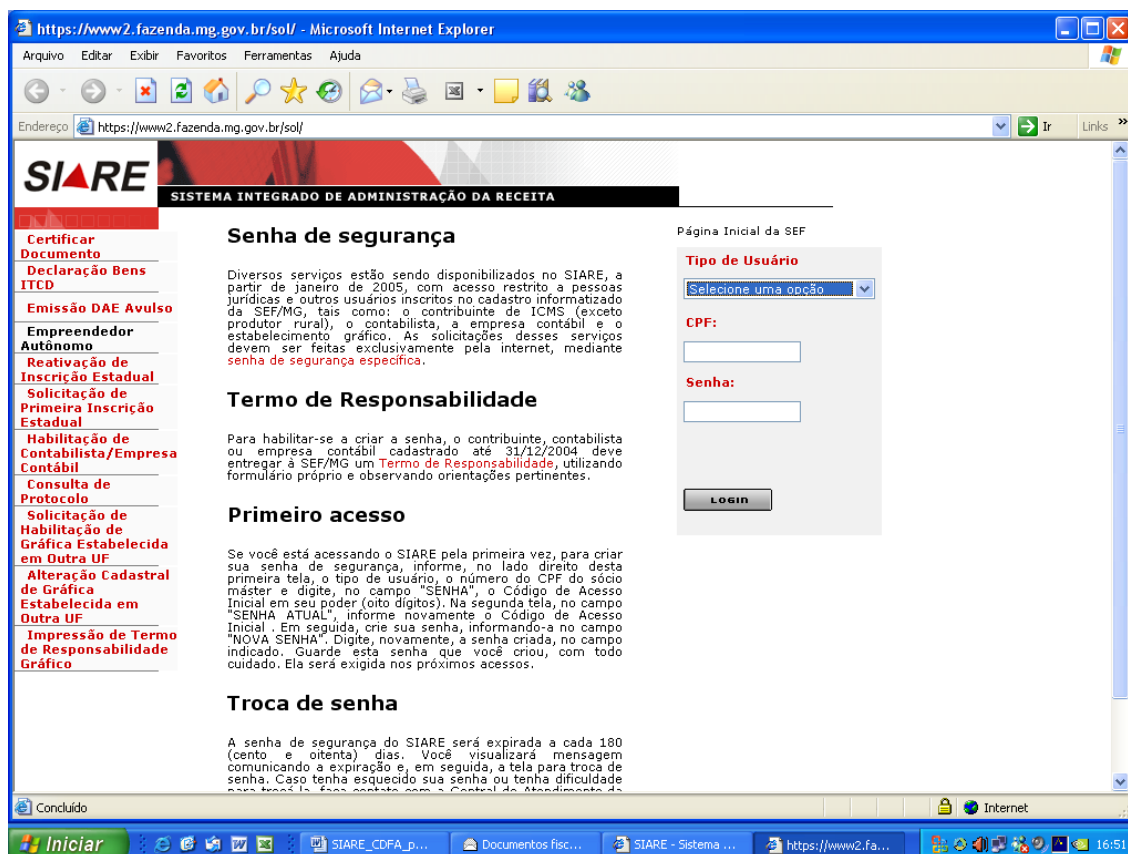 https://www2.fazenda.mg.gov.br/sol/ - Microsoft Internet Explorer
Arquivo Editar Exibir Favoritos Ferramentas Ajuda
Endereço https://www2.fazenda.mg.gov.br/sol/ Ir Links »
SIARE
SISTEMA INTEGRADO DE ADMINISTRAÇÃO DA RECEITA
Certificar
Documento
Declaração Bens
ITCD
Emissão DAE Avulso
Empreendedor
Autônomo
Reativação de
Inscrição Estadual
Solicitação de
Primeira Inscrição
Estadual
Habilitação de
Contabilista/Empresa
Contábil
Consulta de
Protocolo
Solicitação de
Habilitação de
Gráfica Estabelecida
em Outra UF
Alteração Cadastral
de Gráfica
Estabelecida em
Outra UF
Impressão de Termo
de Responsabilidade
Gráfico
Senha de segurança
Diversos serviços estão sendo disponibilizados no SIARE, a
partir de janeiro de 2005, com acesso restrito a pessoas
jurídicas e outros usuários inscritos no cadastro informatizado
da SEF/MG, tais como: o contribuinte de ICMS (exceto
produtor rural), o contabilista, a empresa contábil e o
estabelecimento gráfico. As solicitações desses serviços
devem ser feitas exclusivamente pela internet, mediante
senha de segurança específica.
Termo de Responsabilidade
Para habilitar-se a criar a senha, o contribuinte, contabilista
ou empresa contábil cadastrado até 31/12/2004 deve
entregar à SEF/MG um Termo de Responsabilidade, utilizando
formulário próprio e observando orientações pertinentes.
Primeiro acesso
Se você está acessando o SIARE pela primeira vez, para criar
sua senha de segurança, informe, no lado direito desta
primeira tela, o tipo de usuário, o número do CPF do sócio
máster e digite, no campo "SENHA", o Código de Acesso
Inicial em seu poder (oito dígitos). Na segunda tela, no campo
"SENHA ATUAL", informe novamente o Código de Acesso
Inicial . Em seguida, crie sua senha, informando-a no campo
"NOVA SENHA". Digite, novamente, a senha criada, no campo
indicado. Guarde esta senha que você criou, com todo
cuidado. Ela será exigida nos próximos acessos.
Troca de senha
A senha de segurança do SIARE será expirada a cada 180
(cento e oitenta) dias. Você visualizará mensagem
comunicando a expiração e, em seguida, a tela para troca de
senha. Caso tenha esquecido sua senha ou tenha dificuldade
para trocá-la, faça contato com a Central de Atendimento da
Página Inicial da SEF
Tipo de Usuário
Selecione uma opção
CPF:
Senha:
LOGIN
Concluído Internet
Iniciar SIARE_CDFA_p... Documentos fisc... SIARE - Sistema ... https://www2.fa... 16:51